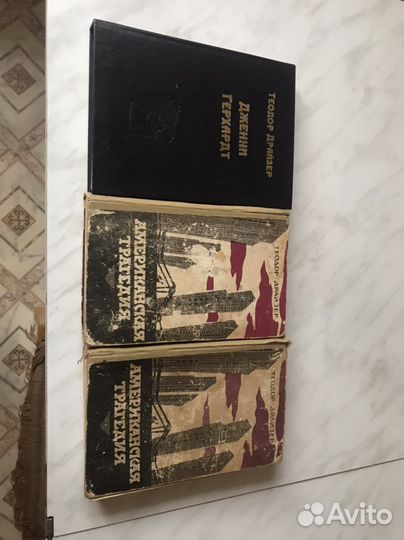 ТЕОДОР ДРАЙЗЕР
ДЖЕННИ
ГЕРХАРДТ
ТЕОДОР ДРАЙЗЕР
АМЕРИКАНСКАЯ
ТРАГЕДИЯ
ТЕОДОР ДРАЙЗЕР
АМЕРИКАНСКАЯ
ТРАГЕДИЯ
Avito